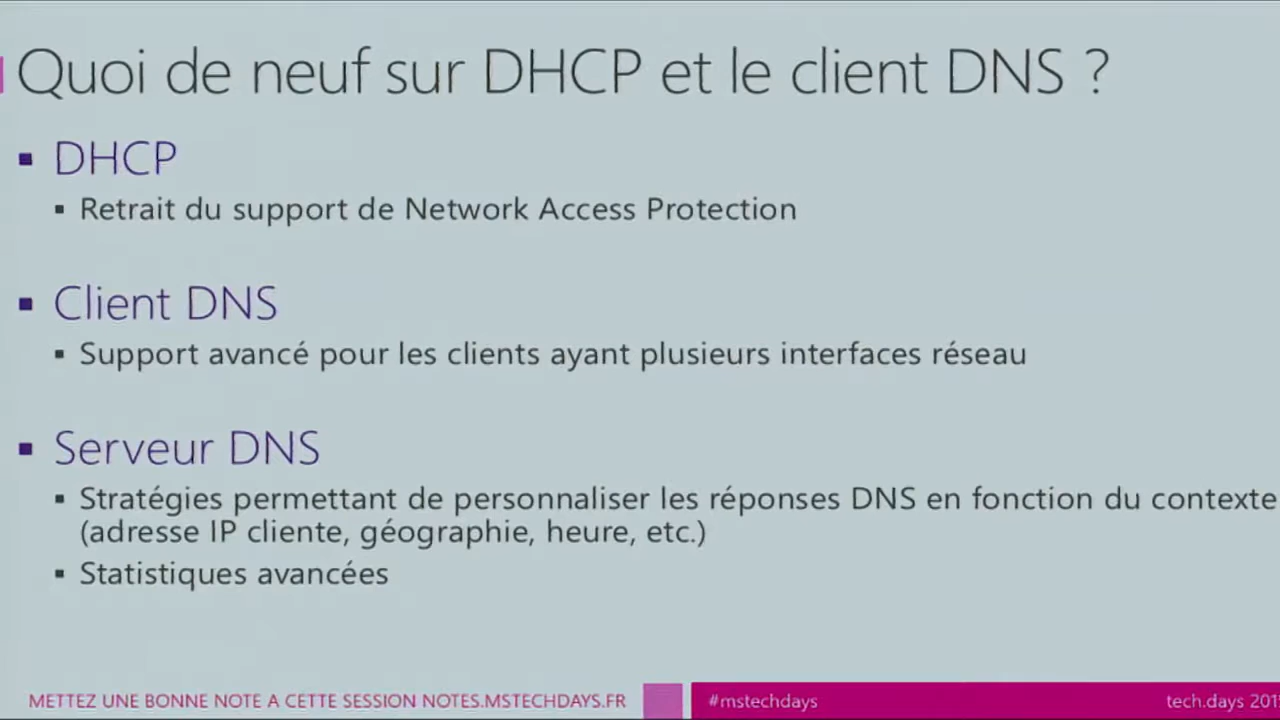 Quoi de neuf sur DHCP et le client DNS ?
DHCP
Retrait du support de Network Access Protection
Client DNS
Support avancé pour les clients ayant plusieurs interfaces réseau
Serveur DNS
Stratégies permettant de personnaliser les réponses DNS en fonction du contexte
(adresse IP cliente, géographie, heure, etc.)
Statistiques avancées
METTEZ UNE BONNE NOTE A CETTE SESSION NOTES.MSTECHDAYS.FR
#mstechdays
tech.days